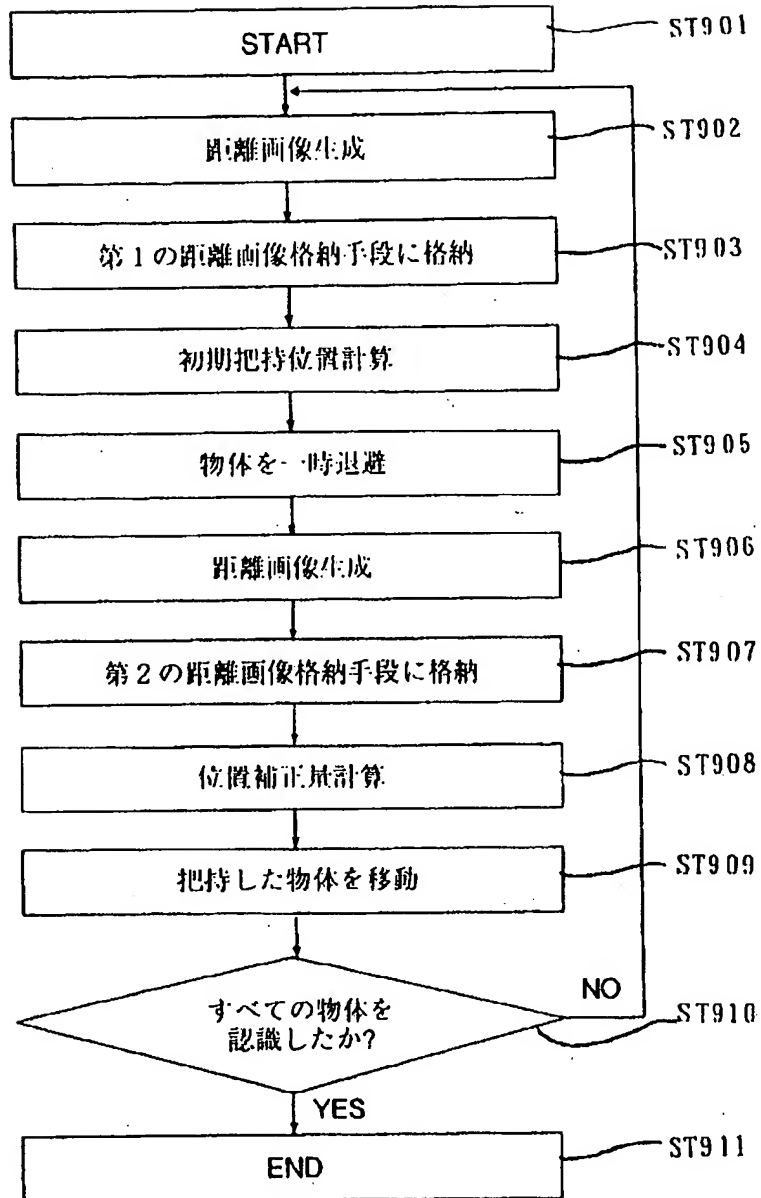 START
ST901
距離画像生成
ST902
第1の距離画像格納手段に格納
ST903
初期把持位置計算
ST904
物体を一時退避
ST905
距離画像生成
ST906
第2の距離画像格納手段に格納
ST907
位置補正量計算
ST908
把持した物体を移動
ST909
すべての物体を
認識したか?
NO
ST910
YES
END
ST911